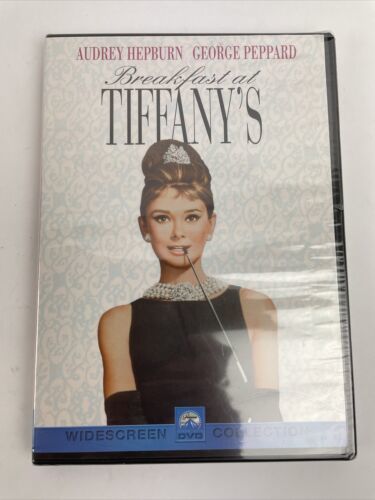 AUDREY HEPBURN GEORGE PEPPARD
Breakfast at
TIFFANY'S
WIDESCREEN DVD COLLECTION